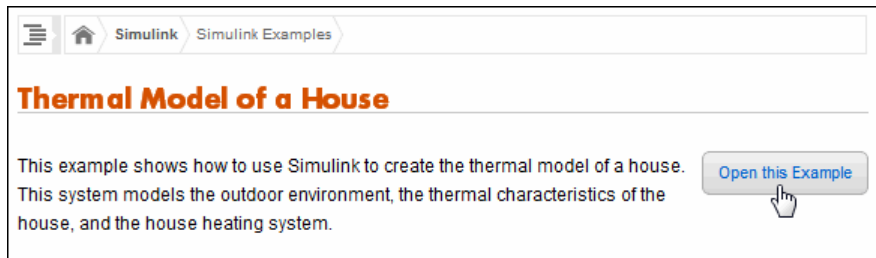 Simulink Simulink Examples
Thermal Model of a House
This example shows how to use Simulink to create the thermal model of a house.
This system models the outdoor environment, the thermal characteristics of the
house, and the house heating system.
Open this Example